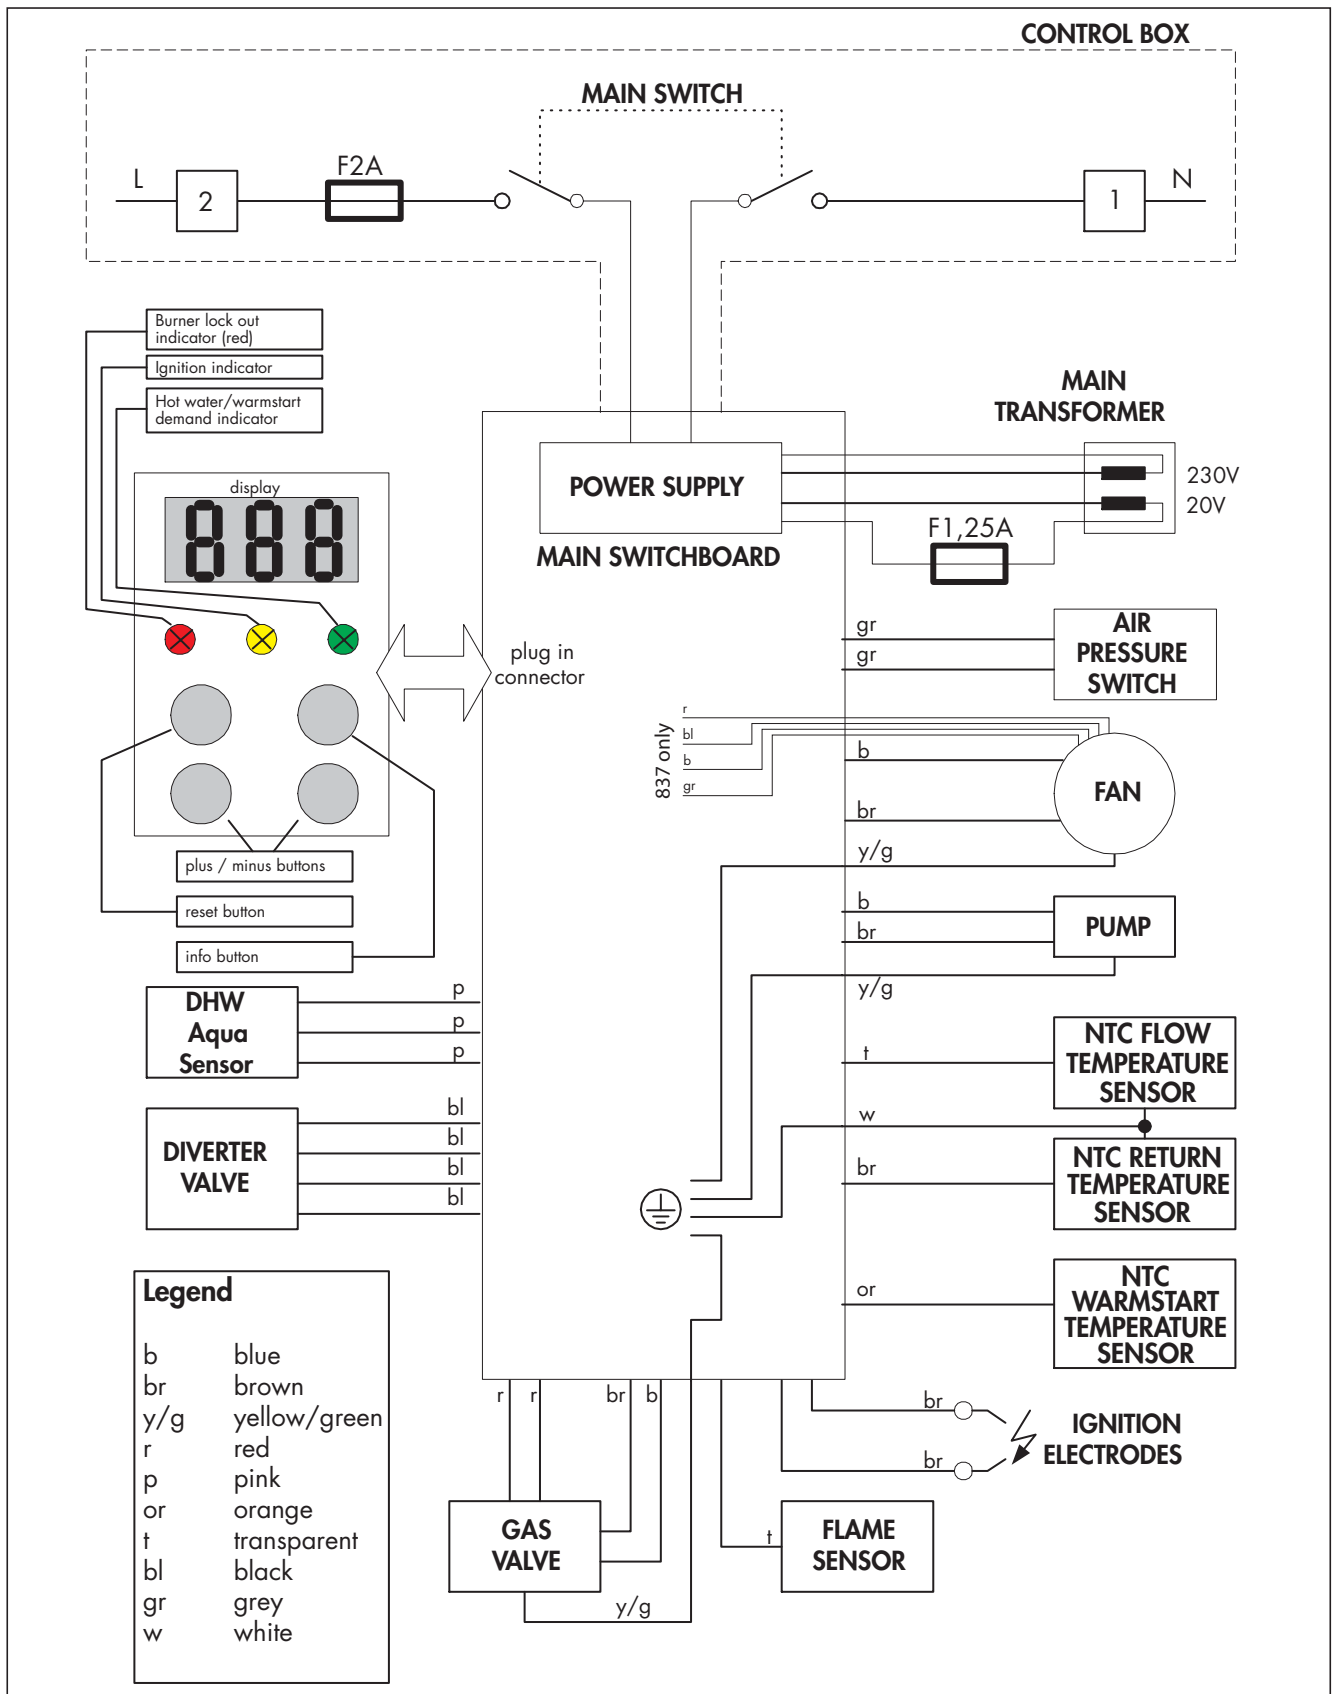 CONTROL BOX
MAIN SWITCH
L
2
F2A
1
N
Burner lock out
indicator (red)
Ignition indicator
Hot water/warmstart
demand indicator
display
888
plus / minus buttons
reset button
info button
plug in
connector
POWER SUPPLY
MAIN SWITCHBOARD
MAIN
TRANSFORMER
230V
20V
F1,25A
gr
gr
AIR
PRESSURE
SWITCH
837 only
r
bl
b
gr
b
br
y/g
FAN
b
br
y/g
PUMP
DHW
Aqua
Sensor
p
p
p
DIVERTER
VALVE
bl
bl
bl
bl
t
NTC FLOW
TEMPERATURE
SENSOR
w
br
NTC RETURN
TEMPERATURE
SENSOR
or
NTC
WARMSTART
TEMPERATURE
SENSOR
Legend
b blue
br brown
y/g yellow/green
r red
p pink
or orange
t transparent
bl black
gr grey
w white
r
r
br
b
GAS
VALVE
y/g
t
FLAME
SENSOR
br
br
IGNITION
ELECTRODES